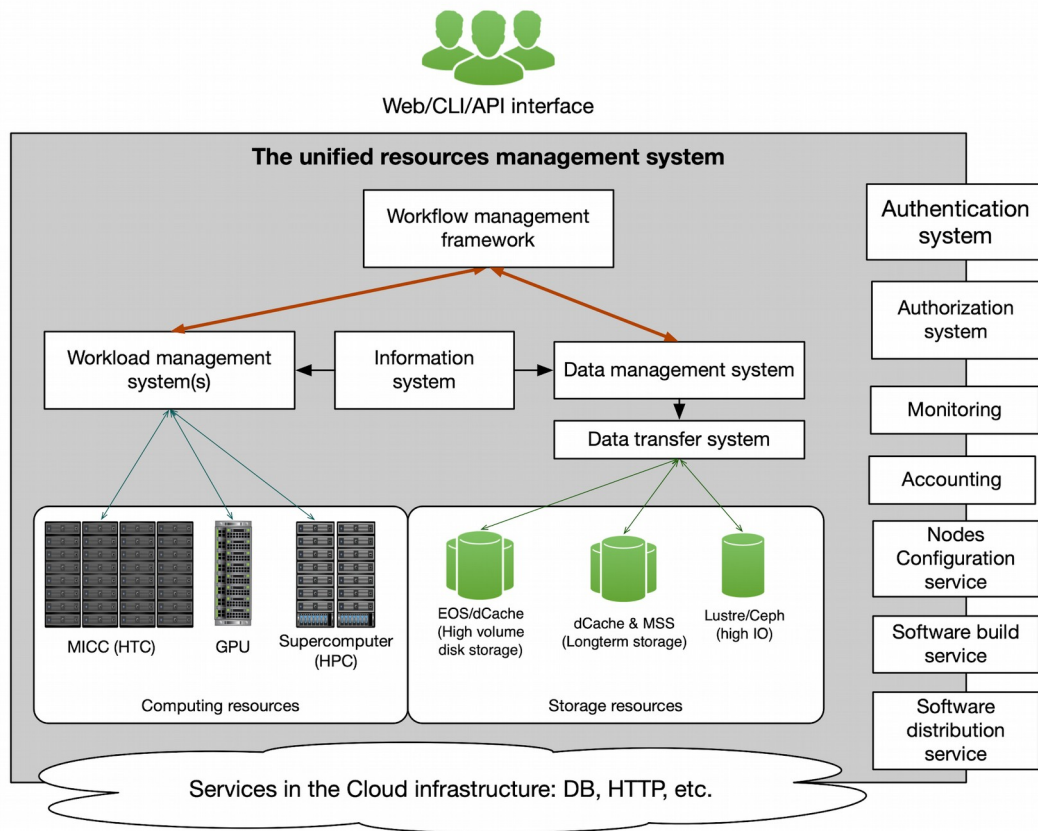 Web/CLI/API interface
The unified resources management system
Workflow management
framework
Authentication
system
Authorization
system
Workload management
system(s)
Information
system
Data management system
Monitoring
Data transfer system
Accounting
Nodes
Configuration
service
MICC (HTC)
GPU
Supercomputer
(HPC)
EOS/dCache
(High volume
disk storage)
dCache & MSS
(Longterm storage)
Lustre/Ceph
(high IO)
Software build
service
Computing resources
Storage resources
Software
distribution
service
Services in the Cloud infrastructure: DB, HTTP, etc.